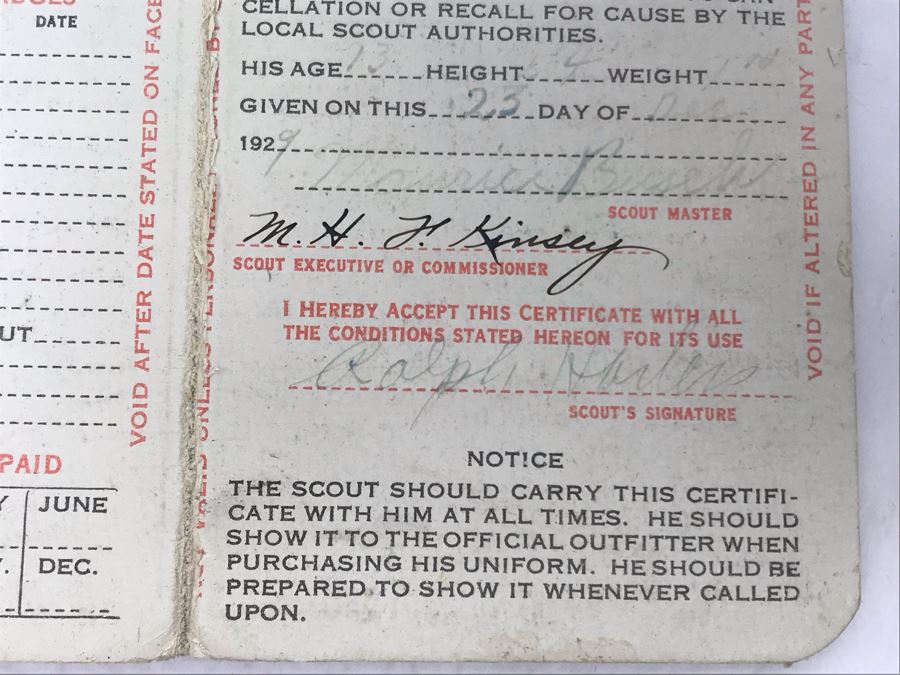 DATE
VOID AFTER DATE STATED ON FACE
UT
PAID
JUNE
DEC.
CELLATION OR RECALL FOR CAUSE BY THE
LOCAL SCOUT AUTHORITIES.
HIS AGE 13 HEIGHT WEIGHT
GIVEN ON THIS 23 DAY OF Dec
1929
Maurice
SCOUT MASTER
M. H. F. Kinsey
SCOUT EXECUTIVE OR COMMISSIONER
I HEREBY ACCEPT THIS CERTIFICATE WITH ALL
THE CONDITIONS STATED HEREON FOR ITS USE
Ralph
SCOUT'S SIGNATURE
NOTICE
THE SCOUT SHOULD CARRY THIS CERTIFI-
CATE WITH HIM AT ALL TIMES. HE SHOULD
SHOW IT TO THE OFFICIAL OUTFITTER WHEN
PURCHASING HIS UNIFORM. HE SHOULD BE
PREPARED TO SHOW IT WHENEVER CALLED
UPON.
VOID IF ALTERED IN ANY PART